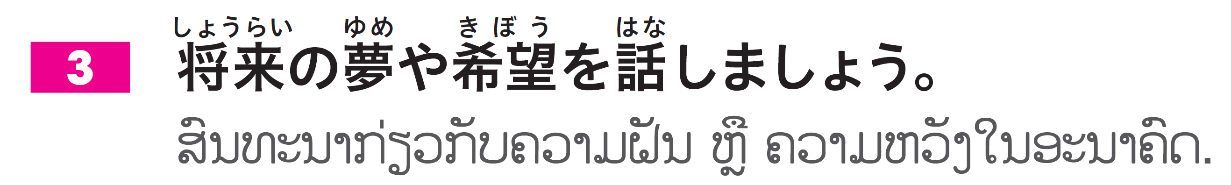 しょうらい ゆめ きぼう はな
3 将来の夢や希望を話しましょう。
ສົນທະນາກ່ຽວກັບຄວາມຝັນ ຫຼື ຄວາມຫວັງໃນອະນາຄົດ.